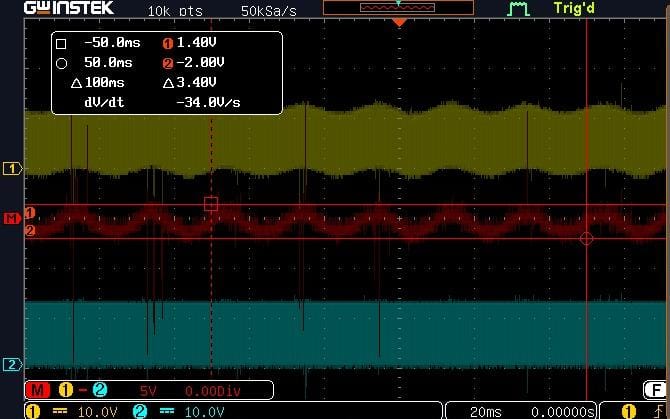 GWINSTEK 10k pts 50kSa/s Trig'd
□ -50.0ms 1 1.40V
○ 50.0ms 2 -2.00V
△100ms △3.40V
dV/dt -34.0V/s
1
M 1
2
2
M 1 - 2 5V 0.00Div F
1 10.0V 2 10.0V 20ms 0.00000s 1